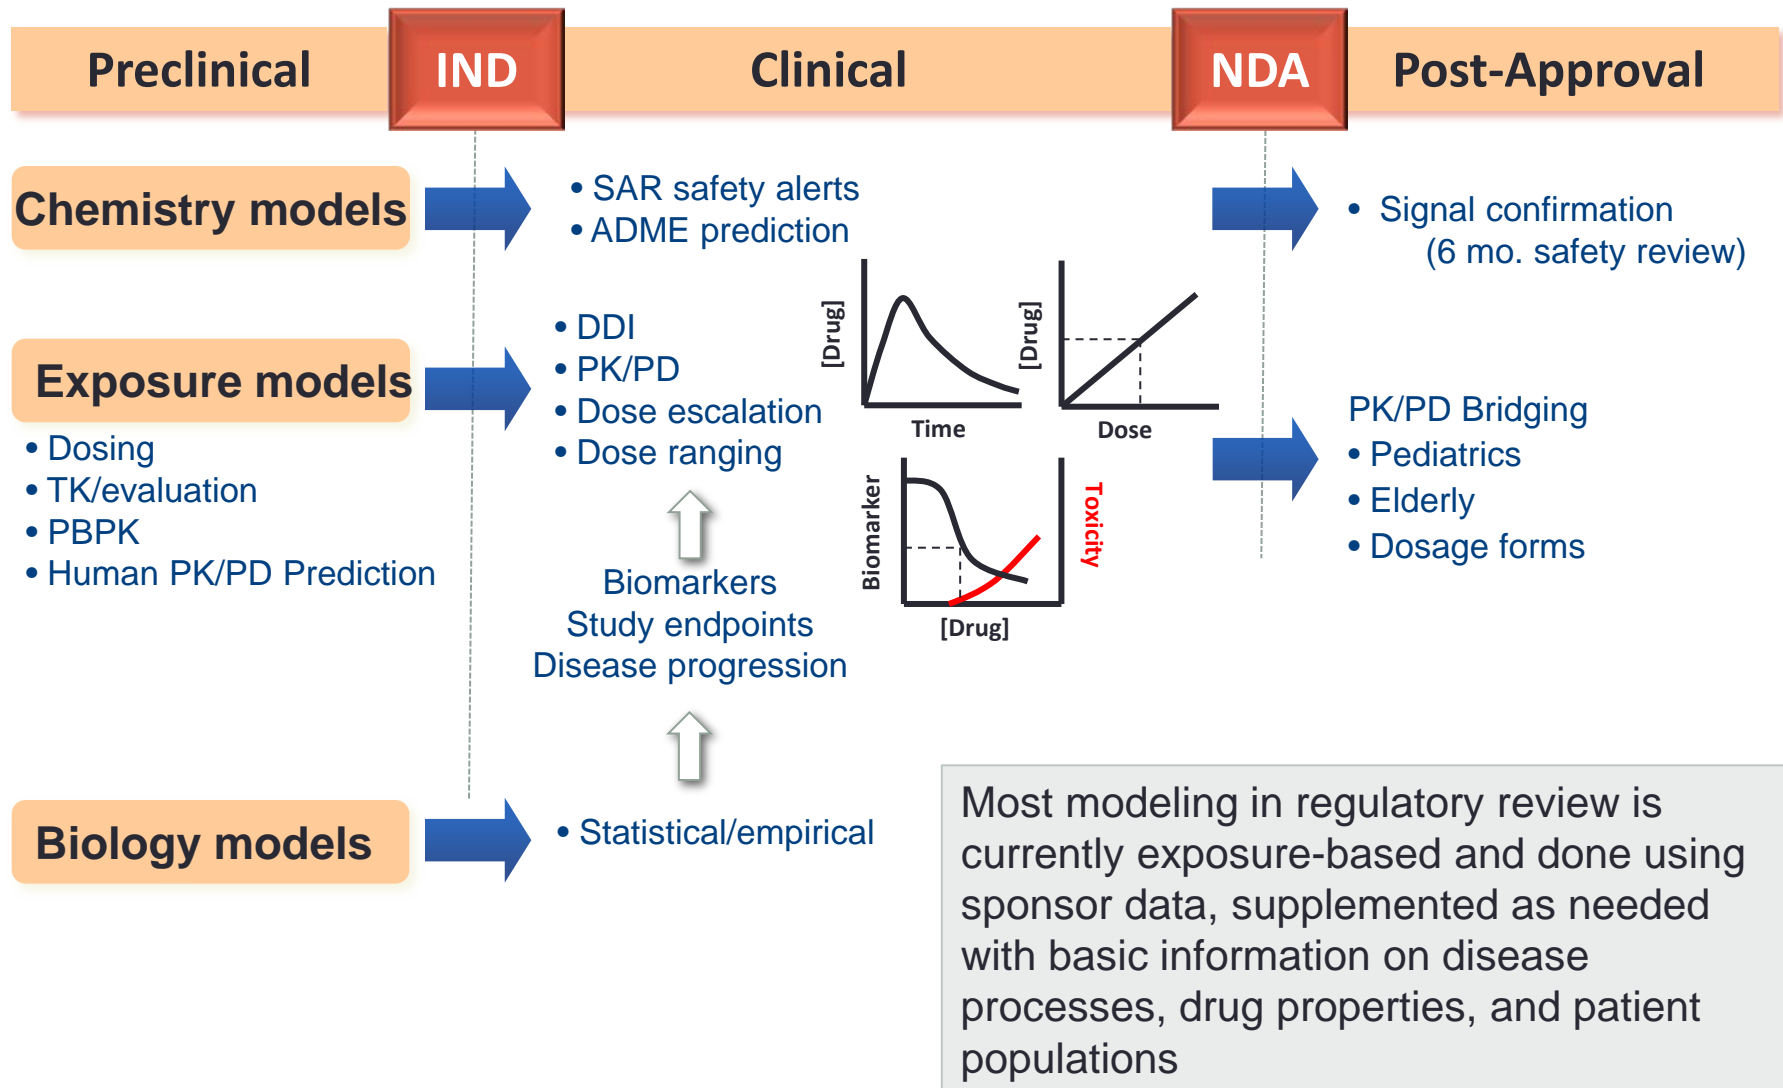 Preclinical
IND
Clinical
NDA
Post-Approval
Chemistry models
• SAR safety alerts
• ADME prediction
• Signal confirmation
(6 mo. safety review)
Exposure models
• Dosing
• TK/evaluation
• PBPK
• Human PK/PD Prediction
• DDI
• PK/PD
• Dose escalation
• Dose ranging
[Drug]
Time
[Drug]
Dose
Biomarker
Toxicity
[Drug]
PK/PD Bridging
• Pediatrics
• Elderly
• Dosage forms
Biomarkers
Study endpoints
Disease progression
Biology models
• Statistical/empirical
Most modeling in regulatory review is
currently exposure-based and done using
sponsor data, supplemented as needed
with basic information on disease
processes, drug properties, and patient
populations